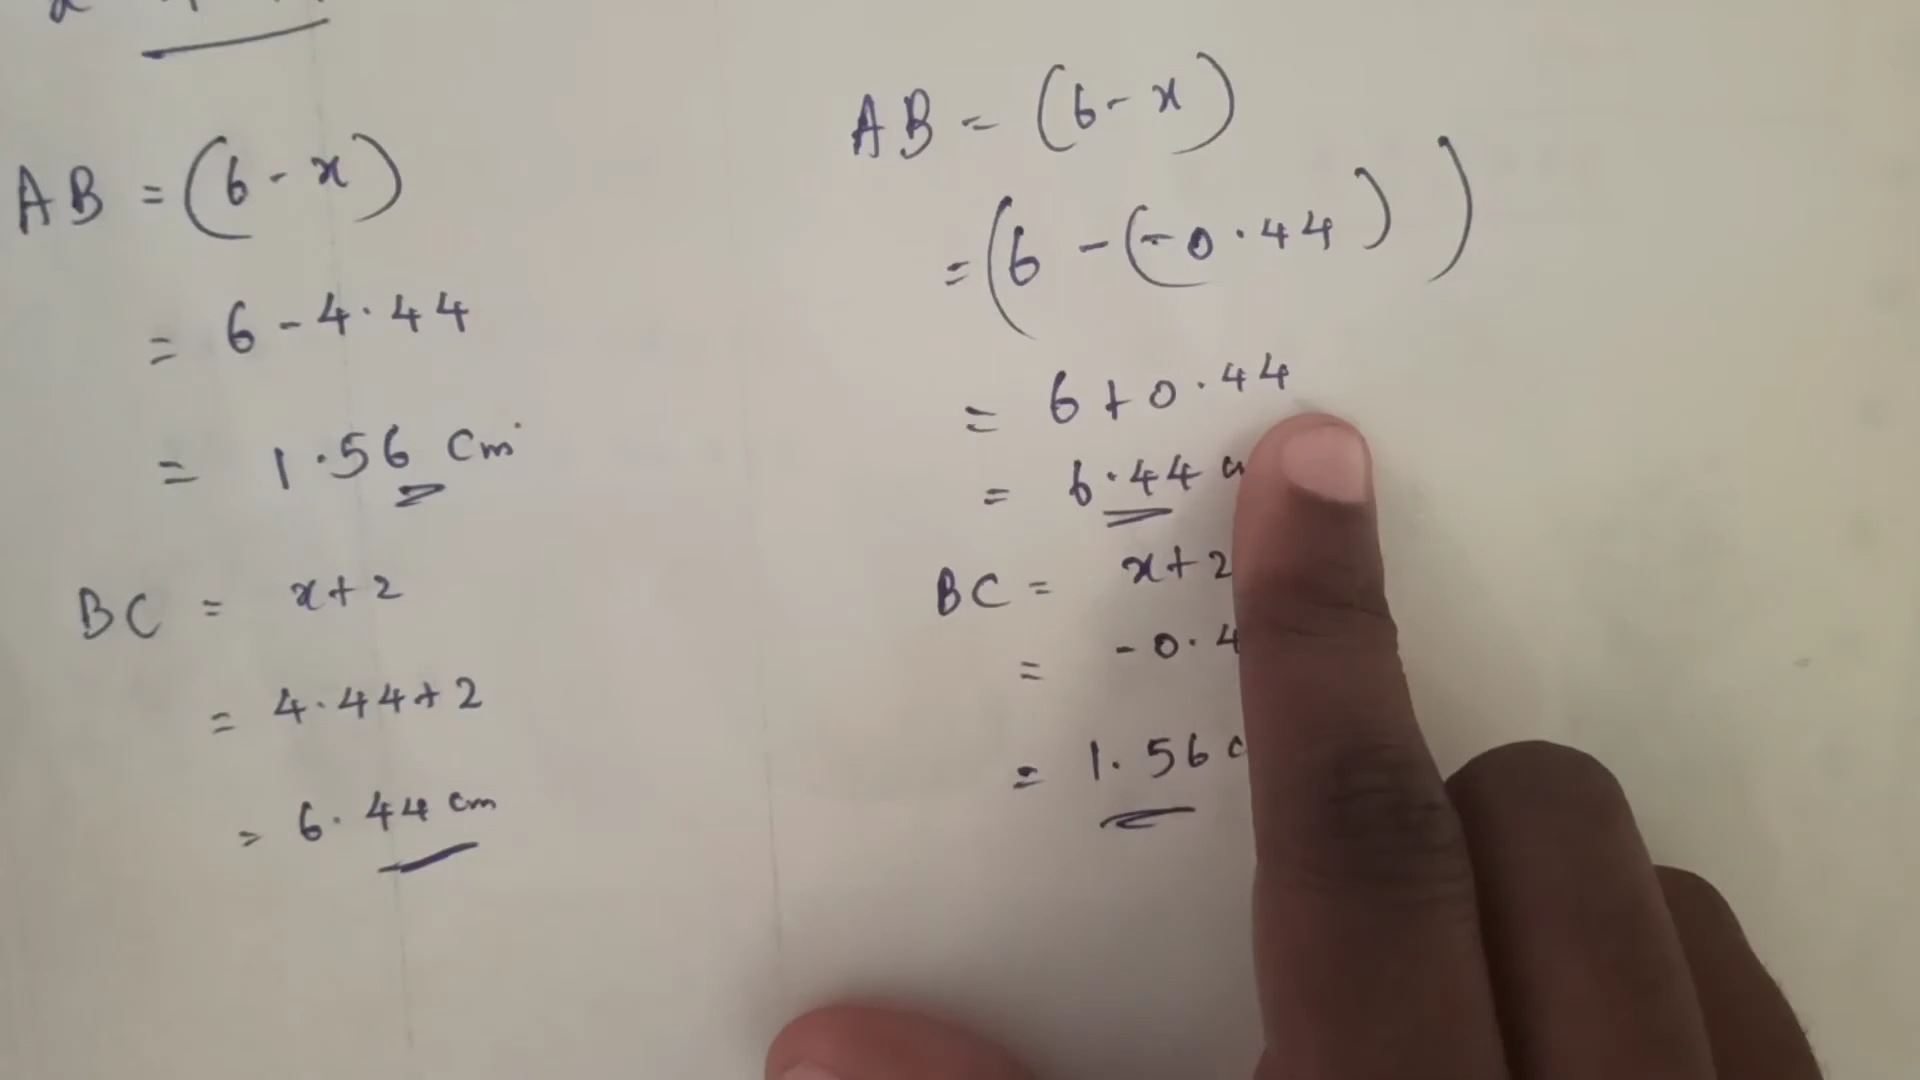 AB = (6 - x)
= 6 - 4.44
= 1.56 cm
BC = x + 2
= 4.44 + 2
= 6.44 cm
AB = (6 - x)
= (6 - (-0.44))
= 6 + 0.44
= 6.44
BC = x + 2
= - 0.4
= 1.56 c